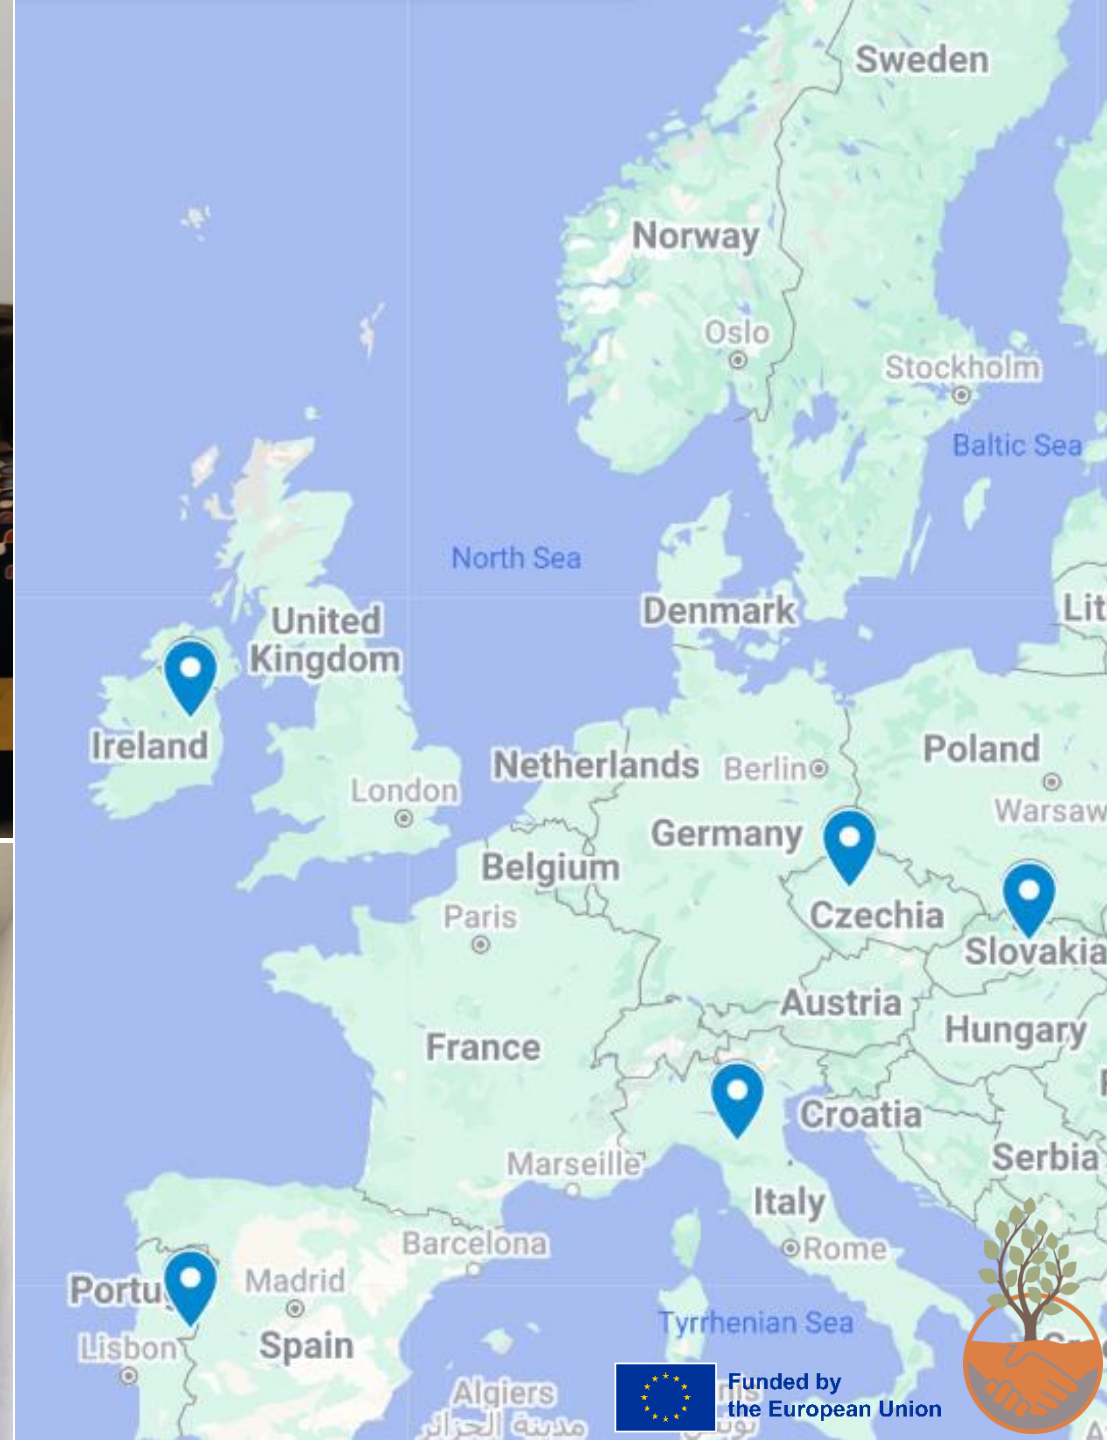 Sweden
Norway
Oslo
Stockholm
Baltic Sea
North Sea
Denmark
United
Kingdom
Ireland
Netherlands
Berlin
Poland
London
Warsaw
Germany
Belgium
Czechia
Paris
Slovakia
Austria
Hungary
France
Croatia
Serbia
Marseille
Italy
Barcelona
Rome
Madrid
Lisbon
Spain
Tyrrhenian Sea
Algiers
مدينة الجزائر
Funded by
the European Union